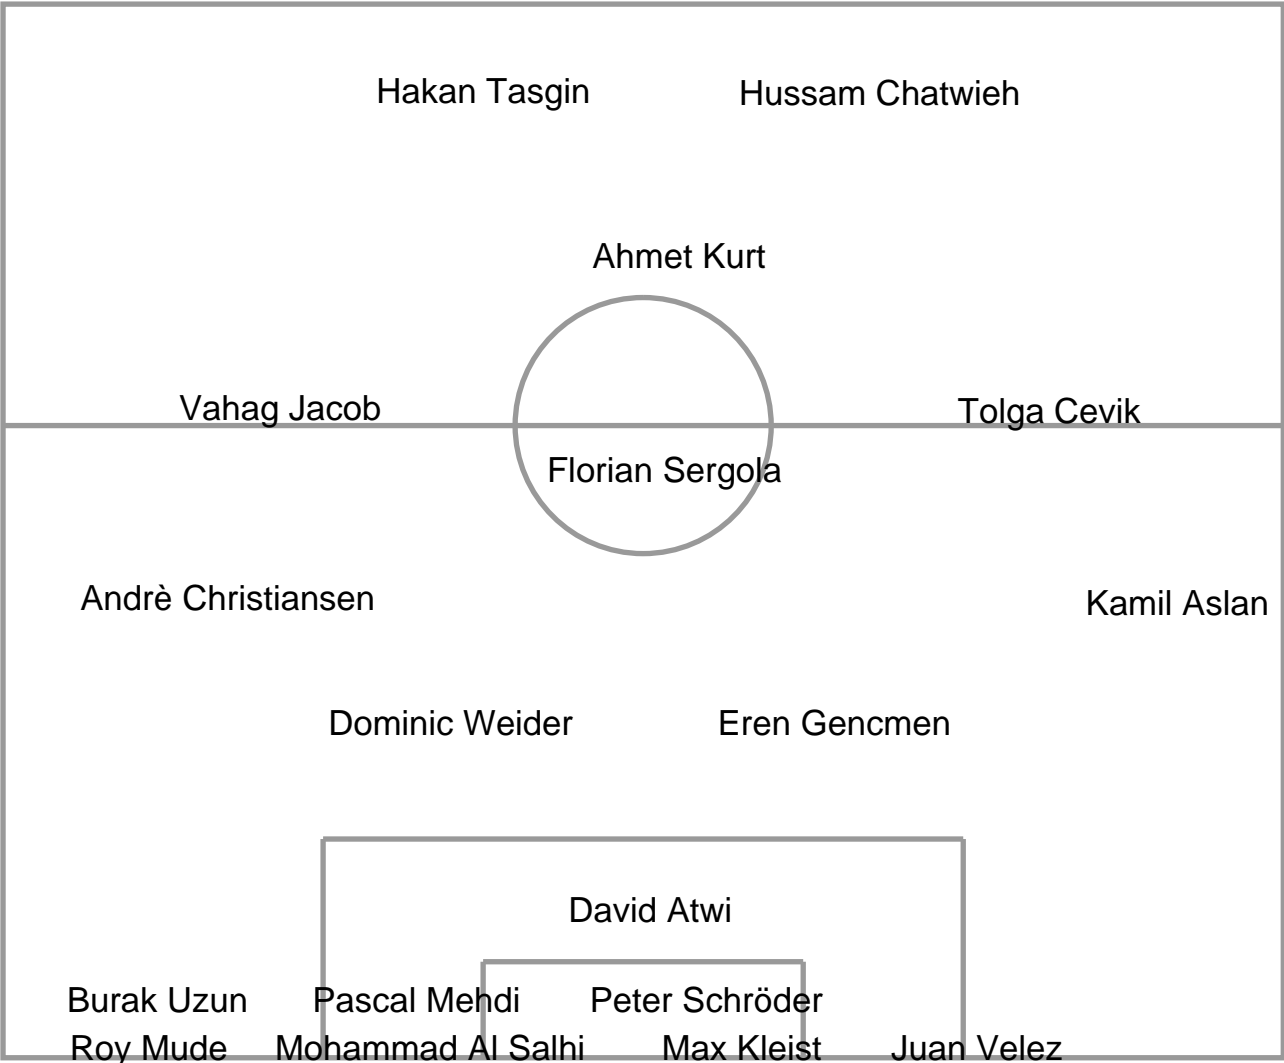 Hakan Tasgin Hussam Chatwieh
Ahmet Kurt
Vahag Jacob Tolga Cevik
Florian Sergola
Andrè Christiansen Kamil Aslan
Dominic Weider Eren Gencmen
David Atwi
Burak Uzun Pascal Mehdi Peter Schröder
Roy Mude Mohammad Al Salhi Max Kleist Juan Velez